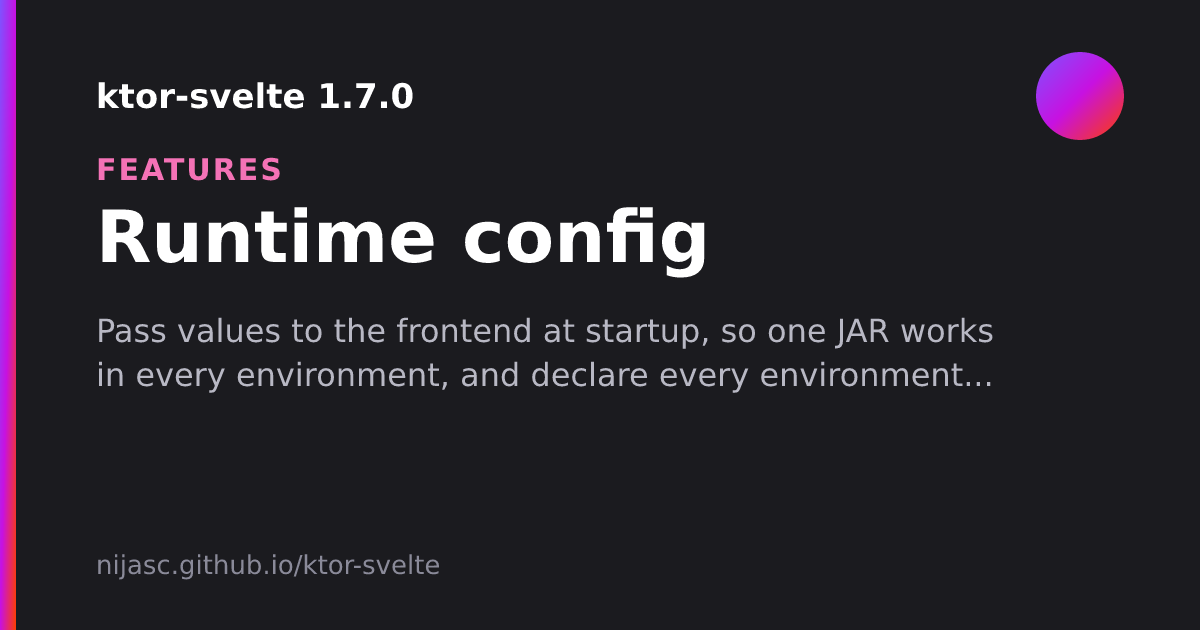 ktor-svelte 1.7.0
FEATURES
Runtime config
Pass values to the frontend at startup, so one JAR works
in every environment, and declare every environment...
nijasc.github.io/ktor-svelte